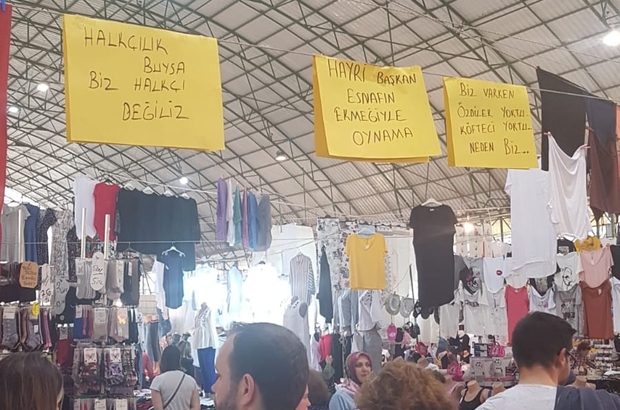 HALKÇILIK
BUYSA
BİZ HALKÇI
DEĞİLİZ
HAYRİ BAŞKAN
ESNAFIN
EKMEĞİYLE
OYNAMA
BİZ VARKEN
ÖZDİLEK YOKTU..
KÖFTECİ YOKTU..
NEDEN BİZ...